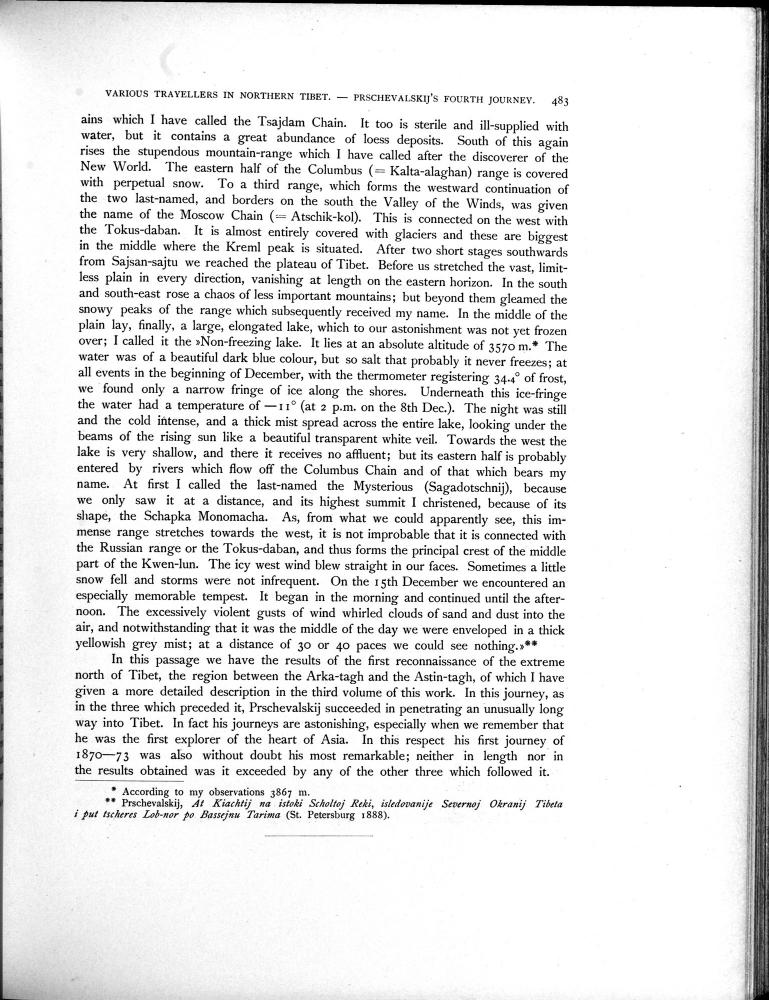 VARIOUS TRAVELLERS IN NORTHERN TIBET. — PRSCHEVALSKIJ'S FOURTH JOURNEY. 483
ains which I have called the Tsajdam Chain. It too is sterile and ill-supplied with
water, but it contains a great abundance of loess deposits. South of this again
rises the stupendous mountain-range which I have called after the discoverer of the
New World. The eastern half of the Columbus (= Kalta-alaghan) range is covered
with perpetual snow. To a third range, which forms the westward continuation of
the two last-named, and borders on the south the Valley of the Winds, was given
the name of the Moscow Chain (= Atschik-kol). This is connected on the west with
the Tokus-daban. It is almost entirely covered with glaciers and these are biggest
in the middle where the Kreml peak is situated. After two short stages southwards
from Sajsan-sajtu we reached the plateau of Tibet. Before us stretched the vast, limit-
less plain in every direction, vanishing at length on the eastern horizon. In the south
and south-east rose a chaos of less important mountains; but beyond them gleamed the
snowy peaks of the range which subsequently received my name. In the middle of the
plain lay, finally, a large, elongated lake, which to our astonishment was not yet frozen
over; I called it the »Non-freezing lake. It lies at an absolute altitude of 3570 m.* The
water was of a beautiful dark blue colour, but so salt that probably it never freezes; at
all events in the beginning of December, with the thermometer registering 34.4° of frost,
we found only a narrow fringe of ice along the shores. Underneath this ice-fringe
the water had a temperature of —11° (at 2 p.m. on the 8th Dec.). The night was still
and the cold intense, and a thick mist spread across the entire lake, looking under the
beams of the rising sun like a beautiful transparent white veil. Towards the west the
lake is very shallow, and there it receives no affluent; but its eastern half is probably
entered by rivers which flow off the Columbus Chain and of that which bears my
name. At first I called the last-named the Mysterious (Sagadotschnij), because
we only saw it at a distance, and its highest summit I christened, because of its
shape, the Schapka Monomacha. As, from what we could apparently see, this im-
mense range stretches towards the west, it is not improbable that it is connected with
the Russian range or the Tokus-daban, and thus forms the principal crest of the middle
part of the Kwen-lun. The icy west wind blew straight in our faces. Sometimes a little
snow fell and storms were not infrequent. On the 15th December we encountered an
especially memorable tempest. It began in the morning and continued until the after-
noon. The excessively violent gusts of wind whirled clouds of sand and dust into the
air, and notwithstanding that it was the middle of the day we were enveloped in a thick
yellowish grey mist; at a distance of 30 or 40 paces we could see nothing.»**
In this passage we have the results of the first reconnaissance of the extreme
north of Tibet, the region between the Arka-tagh and the Astin-tagh, of which I have
given a more detailed description in the third volume of this work. In this journey, as
in the three which preceded it, Prschevalskij succeeded in penetrating an unusually long
way into Tibet. In fact his journeys are astonishing, especially when we remember that
he was the first explorer of the heart of Asia. In this respect his first journey of
1870—73 was also without doubt his most remarkable; neither in length nor in
the results obtained was it exceeded by any of the other three which followed it.
* According to my observations 3867 m.
** Prschevalskij, At Kiachtij na istoki Scholtoj Reki, isledovanije Severnoj Okranij Tibeta
i put tscheres Lob-nor po Bassejnu Tarima (St. Petersburg 1888).